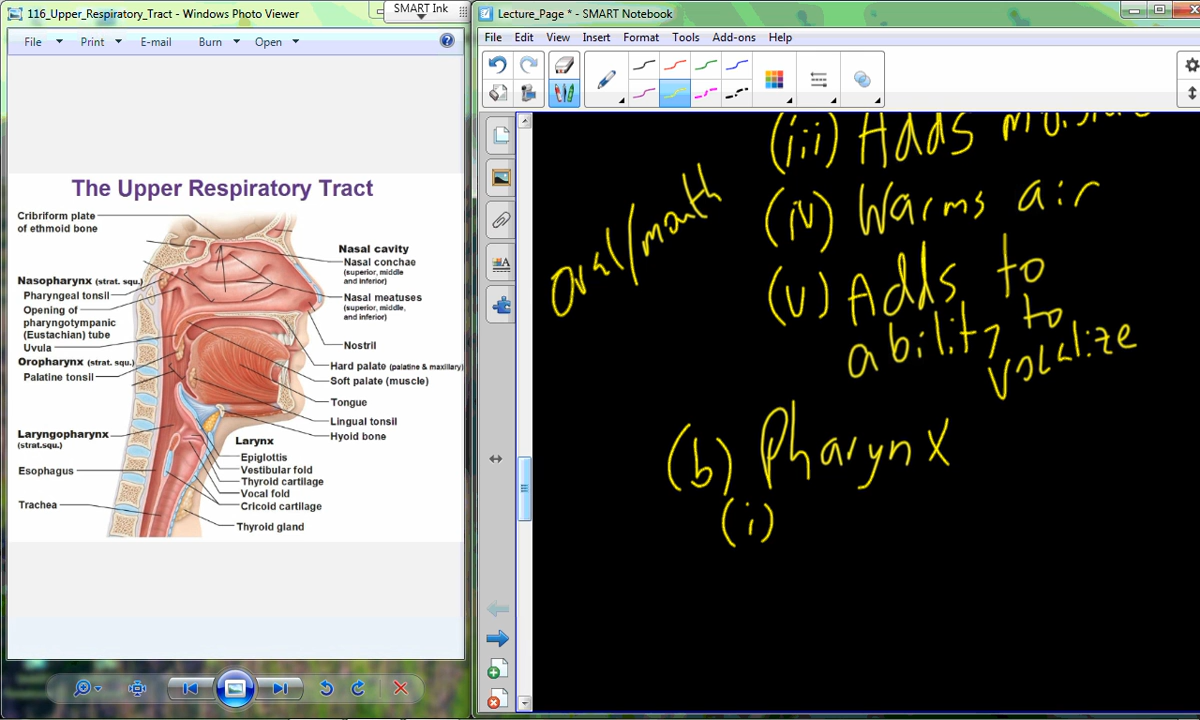 116_Upper_Respiratory_Tract - Windows Photo Viewer
SMART Ink
File Print E-mail Burn Open
The Upper Respiratory Tract
Cribriform plate
of ethmoid bone
Nasopharynx (strat. squ.)
Pharyngeal tonsil
Opening of
pharyngotympanic
(Eustachian) tube
Uvula
Oropharynx (strat. squ.)
Palatine tonsil
Laryngopharynx
(strat.squ.)
Esophagus
Trachea
Nasal cavity
Nasal conchae
(superior, middle
and inferior)
Nasal meatuses
(superior, middle,
and inferior)
Nostril
Hard palate (palatine & maxillary)
Soft palate (muscle)
Tongue
Lingual tonsil
Hyoid bone
Larynx
Epiglottis
Vestibular fold
Thyroid cartilage
Vocal fold
Cricoid cartilage
Thyroid gland
Lecture_Page * - SMART Notebook
File Edit View Insert Format Tools Add-ons Help
(iii) Adds
oral/mouth
(iv) Warms air
(v) Adds to
ability to
vocalize
(b) Pharynx
(i)